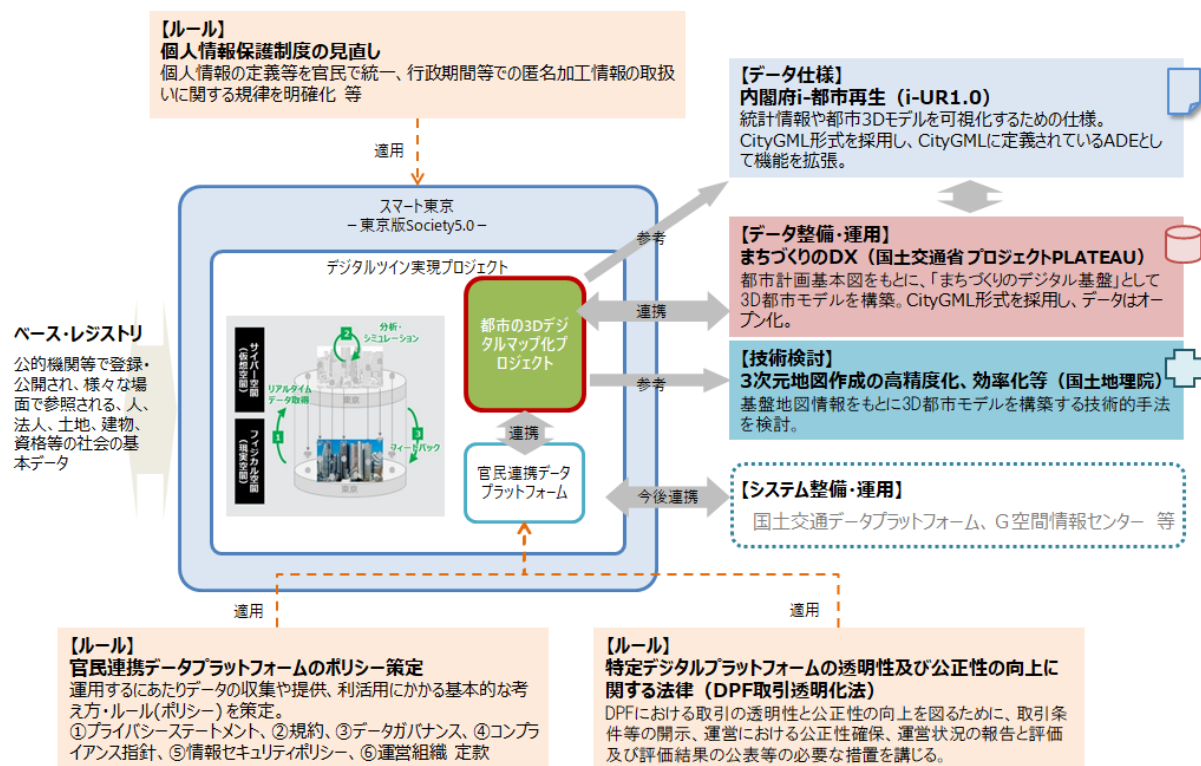 【ルール】
個人情報保護制度の見直し
個人情報の定義等を官民で統一、行政期間等での匿名加工情報の取扱
いに関する規律を明確化 等
適用
【データ仕様】
内閣府i-都市再生(i-UR1.0)
統計情報や都市3Dモデルを可視化するための仕様。
CityGML形式を採用し、CityGMLに定義されているADEとし
て機能を拡張。
スマート東京
－東京版Society5.0－
デジタルツイン実現プロジェクト
参考
【データ整備・運用】
まちづくりのDX(国土交通省 プロジェクトPLATEAU)
都市計画基本図をもとに、「まちづくりのデジタル基盤」として
3D都市モデルを構築。CityGML形式を採用し、データはオー
プン化。
都市の3Dデジ
タルマップ化プ
ロジェクト
連携
ベース・レジストリ
公的機関等で登録・
公開され、様々な場
面で参照される、人、
法人、土地、建物、
資格等の社会の基
本データ
サイバー空間
(仮想空間)
2
分析・
シミュレーション
リアルタイム
データ取得
東京
1
3
フィードバック
フィジカル空間
(現実空間)
東京
参考
【技術検討】
3次元地図作成の高精度化、効率化等(国土地理院)
基盤地図情報をもとに3D都市モデルを構築する技術的手法
を検討。
連携
官民連携データ
プラットフォーム
今後連携
【システム整備・運用】
国土交通データプラットフォーム、G空間情報センター 等
適用
適用
【ルール】
官民連携データプラットフォームのポリシー策定
運用するにあたりデータの収集や提供、利活用にかかる基本的な考
え方・ルール(ポリシー)を策定。
①プライバシーステートメント、②規約、③データガバナンス、④コンプラ
イアンス指針、⑤情報セキュリティポリシー、⑥運営組織 定款
【ルール】
特定デジタルプラットフォームの透明性及び公正性の向上に
関する法律(DPF取引透明化法)
DPFにおける取引の透明性と公正性の向上を図るために、取引条
件等の開示、運営における公正性確保、運営状況の報告と評価
及び評価結果の公表等の必要な措置を講じる。